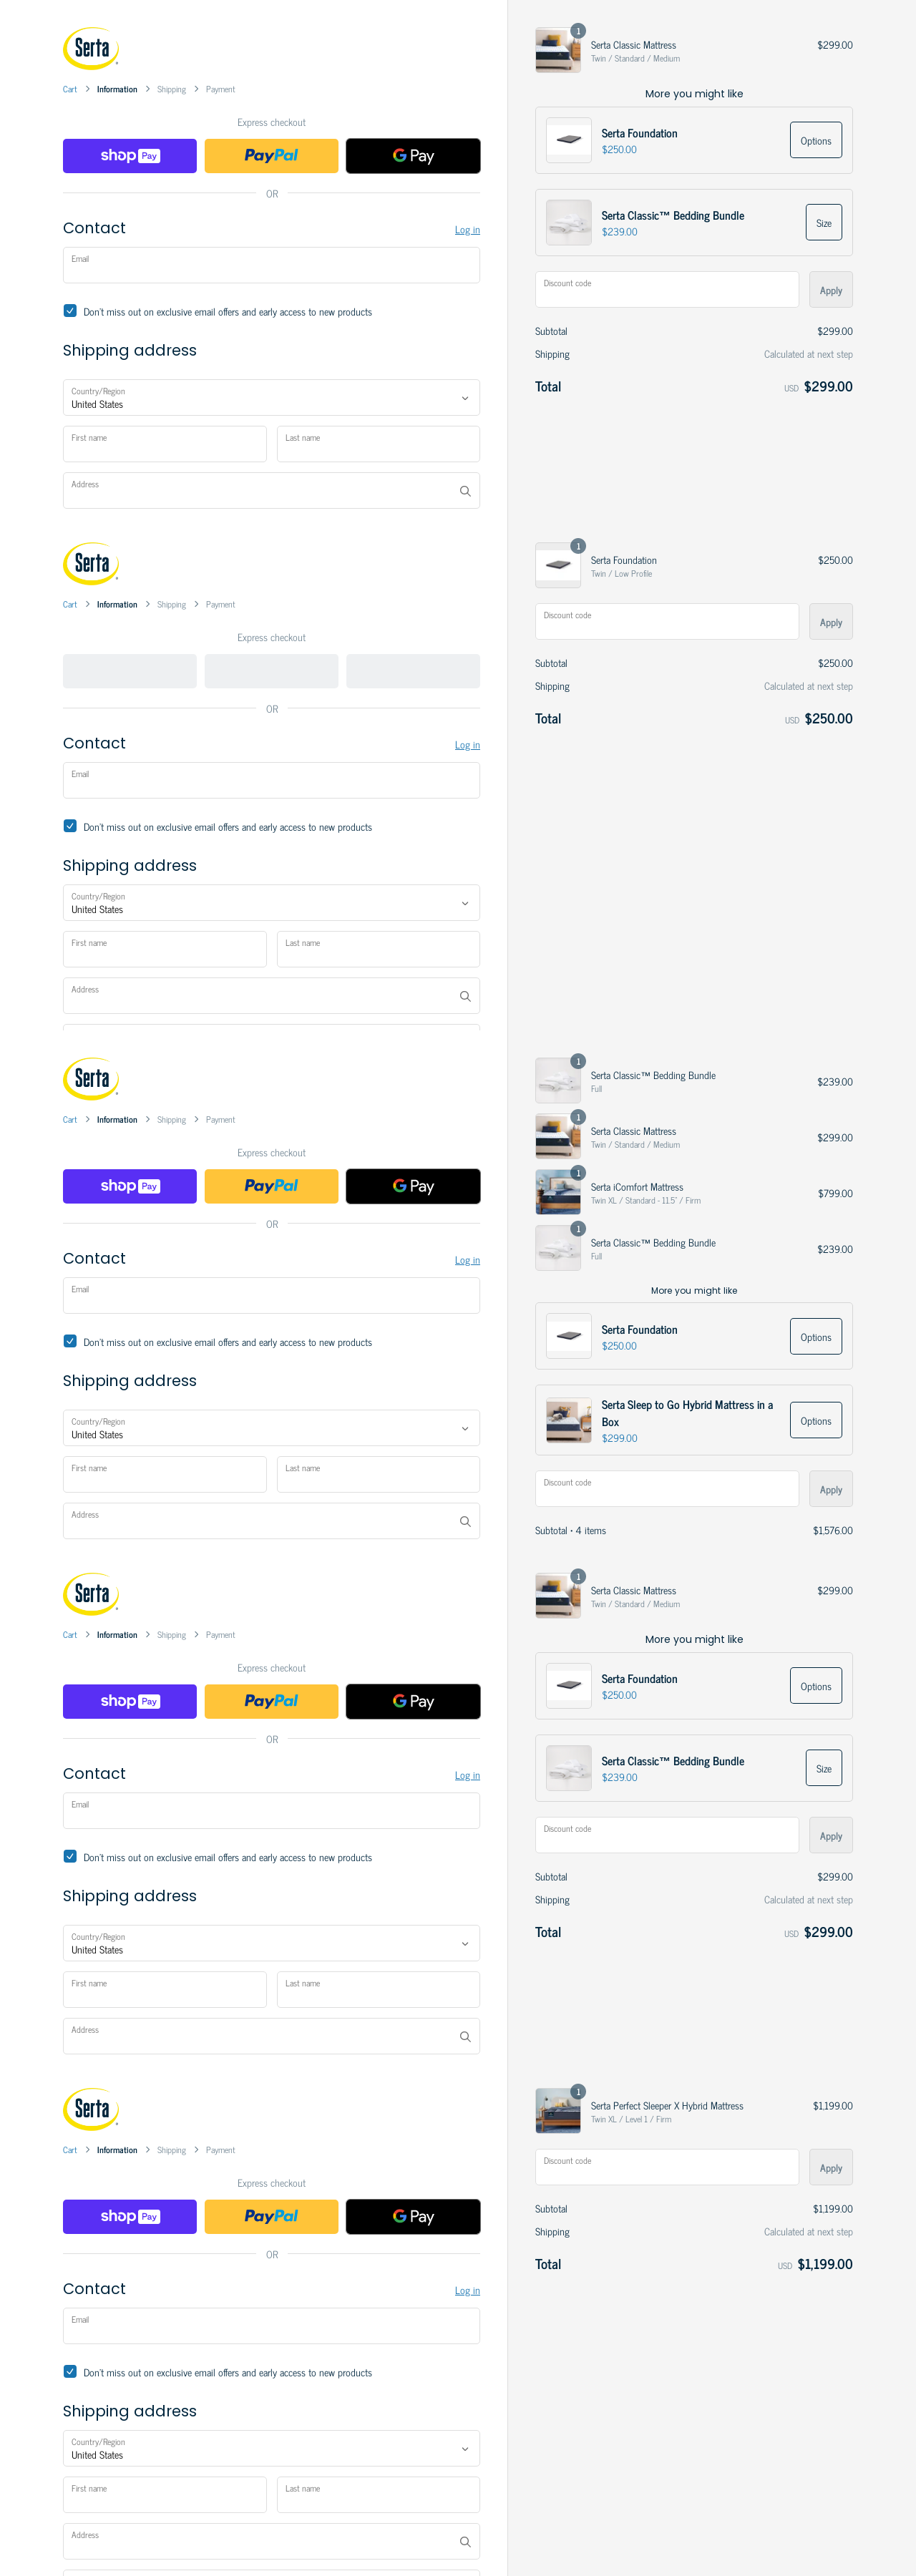 Serta
Cart > Information > Shipping > Payment
Express checkout
shop Pay
PayPal
G Pay
OR
Contact
Log in
Email
Don't miss out on exclusive email offers and early access to new products
Shipping address
Country/Region
United States
First name
Last name
Address
1
Serta Classic Mattress
$299.00
Twin / Standard / Medium
More you might like
Serta Foundation
$250.00
Options
Serta Classic™ Bedding Bundle
$239.00
Size
Discount code
Apply
Subtotal
$299.00
Shipping
Calculated at next step
Total
USD $299.00
Serta
Cart > Information > Shipping > Payment
Express checkout
OR
Contact
Log in
Email
Don't miss out on exclusive email offers and early access to new products
Shipping address
Country/Region
United States
First name
Last name
Address
1
Serta Foundation
$250.00
Twin / Low Profile
Discount code
Apply
Subtotal
$250.00
Shipping
Calculated at next step
Total
USD $250.00
Serta
Cart > Information > Shipping > Payment
Express checkout
shop Pay
PayPal
G Pay
OR
Contact
Log in
Email
Don't miss out on exclusive email offers and early access to new products
Shipping address
Country/Region
United States
First name
Last name
Address
1
Serta Classic™ Bedding Bundle
$239.00
Full
1
Serta Classic Mattress
$299.00
Twin / Standard / Medium
1
Serta iComfort Mattress
$799.00
Twin XL / Standard - 11.5" / Firm
1
Serta Classic™ Bedding Bundle
$239.00
Full
More you might like
Serta Foundation
$250.00
Options
Serta Sleep to Go Hybrid Mattress in a
Box
$299.00
Options
Discount code
Apply
Subtotal · 4 items
$1,576.00
Serta
Cart > Information > Shipping > Payment
Express checkout
shop Pay
PayPal
G Pay
OR
Contact
Log in
Email
Don't miss out on exclusive email offers and early access to new products
Shipping address
Country/Region
United States
First name
Last name
Address
1
Serta Classic Mattress
$299.00
Twin / Standard / Medium
More you might like
Serta Foundation
$250.00
Options
Serta Classic™ Bedding Bundle
$239.00
Size
Discount code
Apply
Subtotal
$299.00
Shipping
Calculated at next step
Total
USD $299.00
Serta
Cart > Information > Shipping > Payment
Express checkout
shop Pay
PayPal
G Pay
OR
Contact
Log in
Email
Don't miss out on exclusive email offers and early access to new products
Shipping address
Country/Region
United States
First name
Last name
Address
1
Serta Perfect Sleeper X Hybrid Mattress
$1,199.00
Twin XL / Level 1 / Firm
Discount code
Apply
Subtotal
$1,199.00
Shipping
Calculated at next step
Total
USD $1,199.00